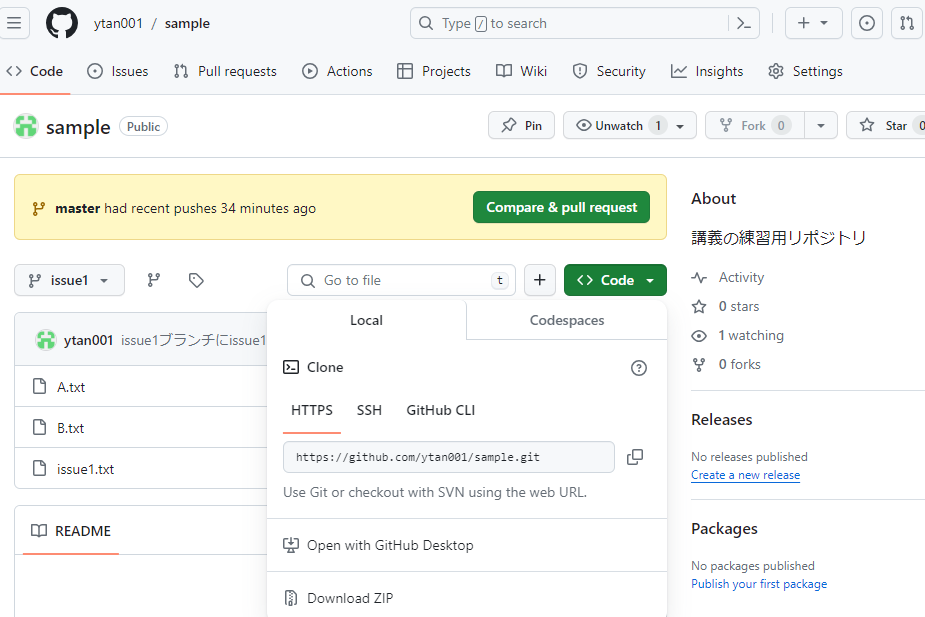 ytan001 / sample
Type / to search
Code Issues Pull requests Actions Projects Wiki Security Insights Settings
sample Public
Pin Unwatch 1 Fork 0 Star 0
master had recent pushes 34 minutes ago
Compare & pull request
issue1
Go to file t
Code
ytan001 issue1ブランチにissue1
A.txt
B.txt
issue1.txt
README
Local Codespaces
Clone
HTTPS SSH GitHub CLI
https://github.com/ytan001/sample.git
Use Git or checkout with SVN using the web URL.
Open with GitHub Desktop
Download ZIP
About
講義の練習用リポジトリ
Activity
0 stars
1 watching
0 forks
Releases
No releases published
Create a new release
Packages
No packages published
Publish your first package